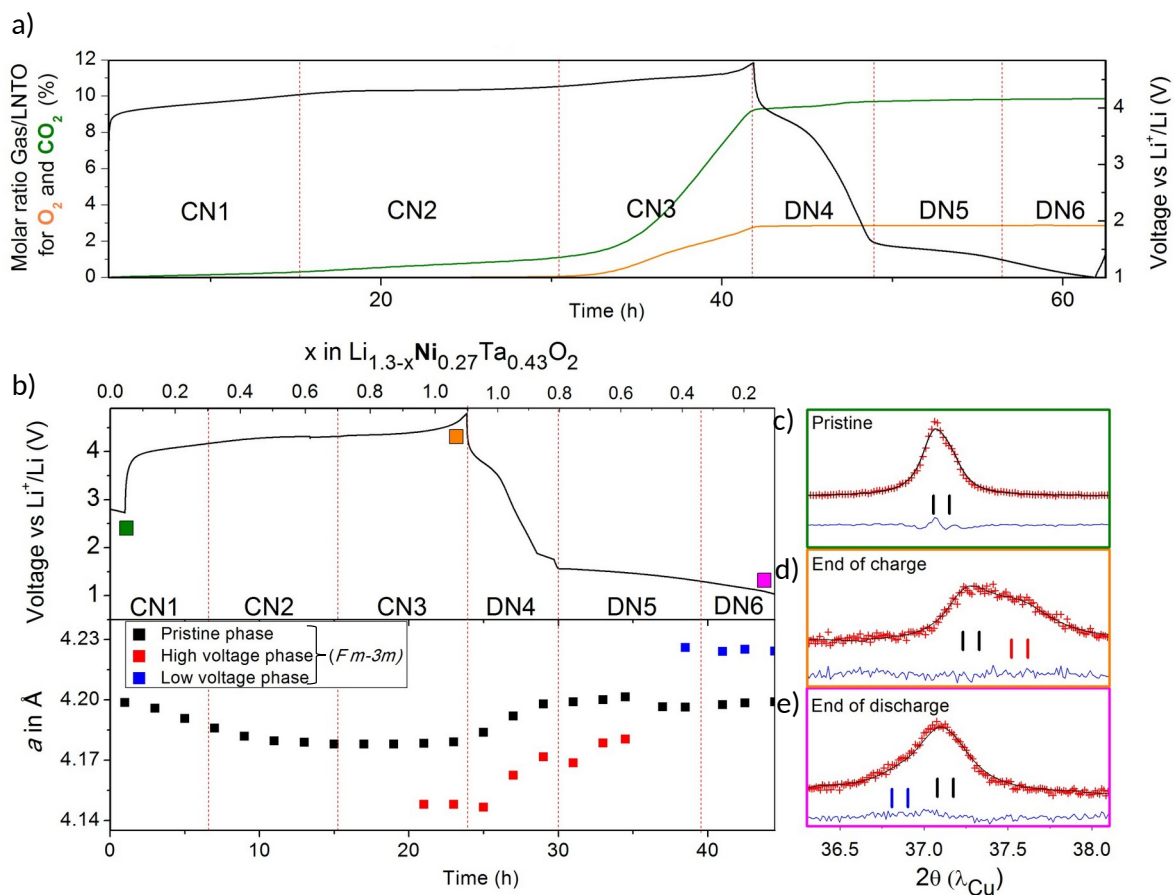 a)
12
10
8
6
4
2
0
Molar ratio Gas/LNTO
for O2 and CO2 (%)
CN1 CN2 CN3 DN4 DN5 DN6
4
3
2
1
Voltage vs Li+/Li (V)
20 40 60
Time (h)
x in Li1.3-xNi0.27Ta0.43O2
b)
0.0 0.2 0.4 0.6 0.8 1.0 1.0 0.8 0.6 0.4 0.2
4
3
2
1
Voltage vs Li+/Li (V)
CN1 CN2 CN3 DN4 DN5 DN6
Pristine phase
High voltage phase (Fm-3m)
Low voltage phase
4.23
4.20
4.17
4.14
a in Å
0 10 20 30 40
Time (h)
c)
Pristine
d)
End of charge
e)
End of discharge
36.5 37.0 37.5 38.0
2θ (λCu)